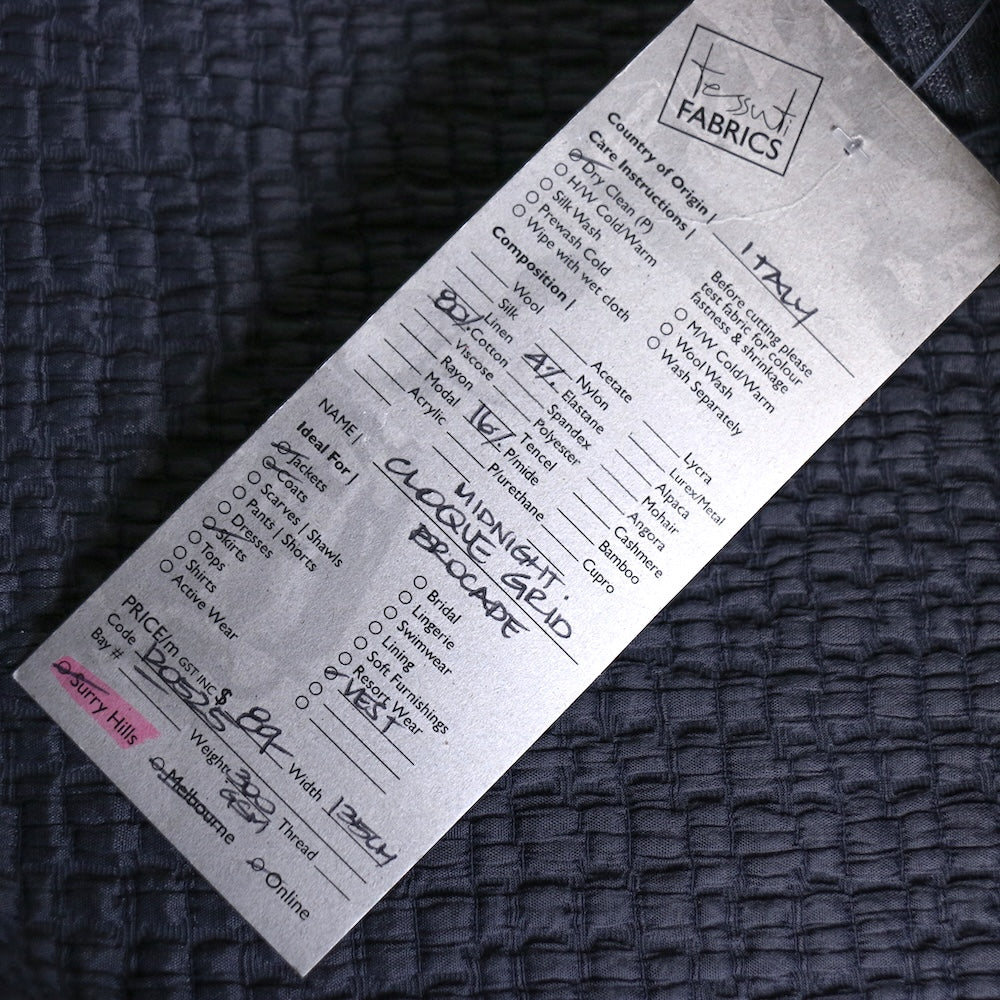 tessuti
FABRICS
Country of Origin | ITALY
Care Instructions |
Dry Clean (P)
H/W Cold/Warm
Silk Wash
Prewash Cold
Wipe with wet cloth
Before cutting please
test fabric for colour
fastness & shrinkage
M/W Cold/Warm
Wool Wash
Wash Separately
Composition |
Wool
Silk
Linen
80% Cotton
Viscose
Rayon
Modal
Acrylic
Acetate
Nylon
4% Elastane
Spandex
Polyester
Tencel
16% P/mide
P/urethane
Lycra
Lurex/Metal
Alpaca
Mohair
Angora
Cashmere
Bamboo
Cupro
NAME | MIDNIGHT
CLOQUE GRID
BROCADE
Ideal For |
Jackets
Coats
Scarves | Shawls
Pants | Shorts
Dresses
Skirts
Tops
Shirts
Active Wear
Bridal
Lingerie
Swimwear
Lining
Soft Furnishings
Resort Wear
VEST
PRICE/m GST INC $ 89-
Width 135CM
Code
Weight 300
GSM
Bay #
Thread
Surry Hills
Melbourne
Online